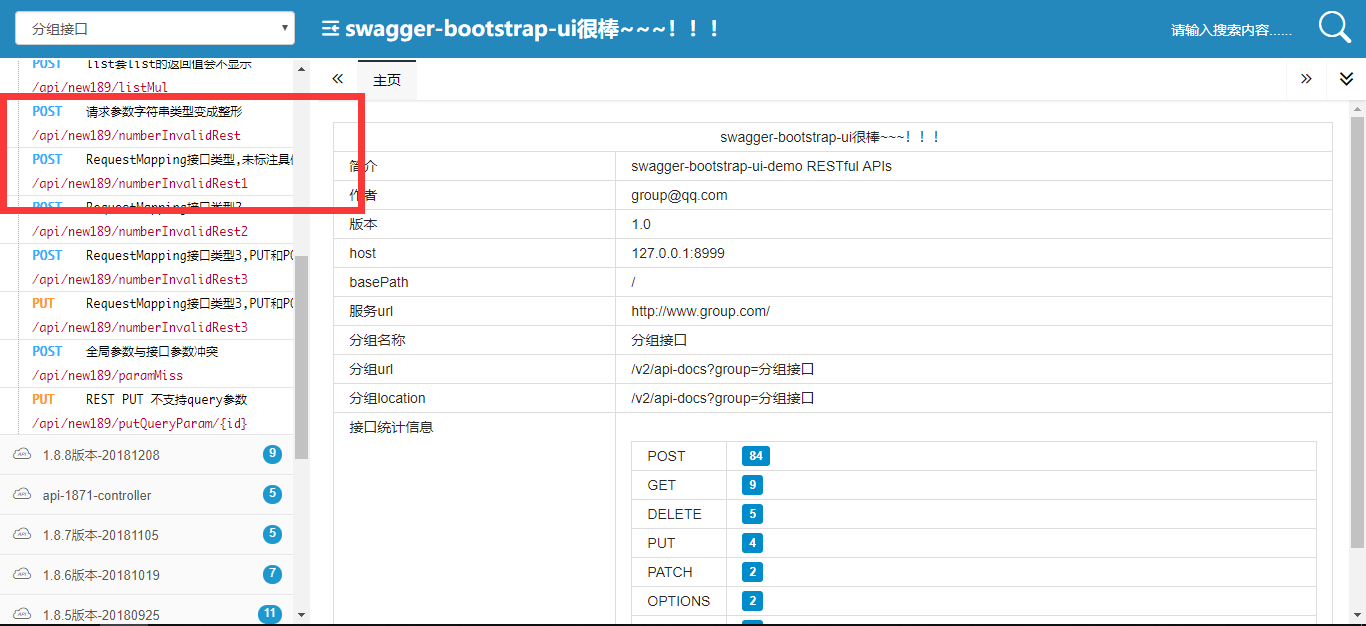 分组接口
swagger-bootstrap-ui很棒~~~！！！
请输入搜索内容......
POST list套list的返回值会不显示
/api/new189/listMul
POST 请求参数字符串类型变成整形
/api/new189/numberInvalidRest
POST RequestMapping接口类型,未标注具
/api/new189/numberInvalidRest1
POST RequestMapping接口类型2
/api/new189/numberInvalidRest2
POST RequestMapping接口类型3,PUT和PO
/api/new189/numberInvalidRest3
PUT RequestMapping接口类型3,PUT和PO
/api/new189/numberInvalidRest3
POST 全局参数与接口参数冲突
/api/new189/paramMiss
PUT REST PUT 不支持query参数
/api/new189/putQueryParam/{id}
API 1.8.8版本-20181208 9
API api-1871-controller 5
API 1.8.7版本-20181105 5
API 1.8.6版本-20181019 7
API 1.8.5版本-20180925 11
主页
swagger-bootstrap-ui很棒~~~！！！
简介 swagger-bootstrap-ui-demo RESTful APIs
作者 group@qq.com
版本 1.0
host 127.0.0.1:8999
basePath /
服务url http://www.group.com/
分组名称 分组接口
分组url /v2/api-docs?group=分组接口
分组location /v2/api-docs?group=分组接口
接口统计信息
POST 84
GET 9
DELETE 5
PUT 4
PATCH 2
OPTIONS 2